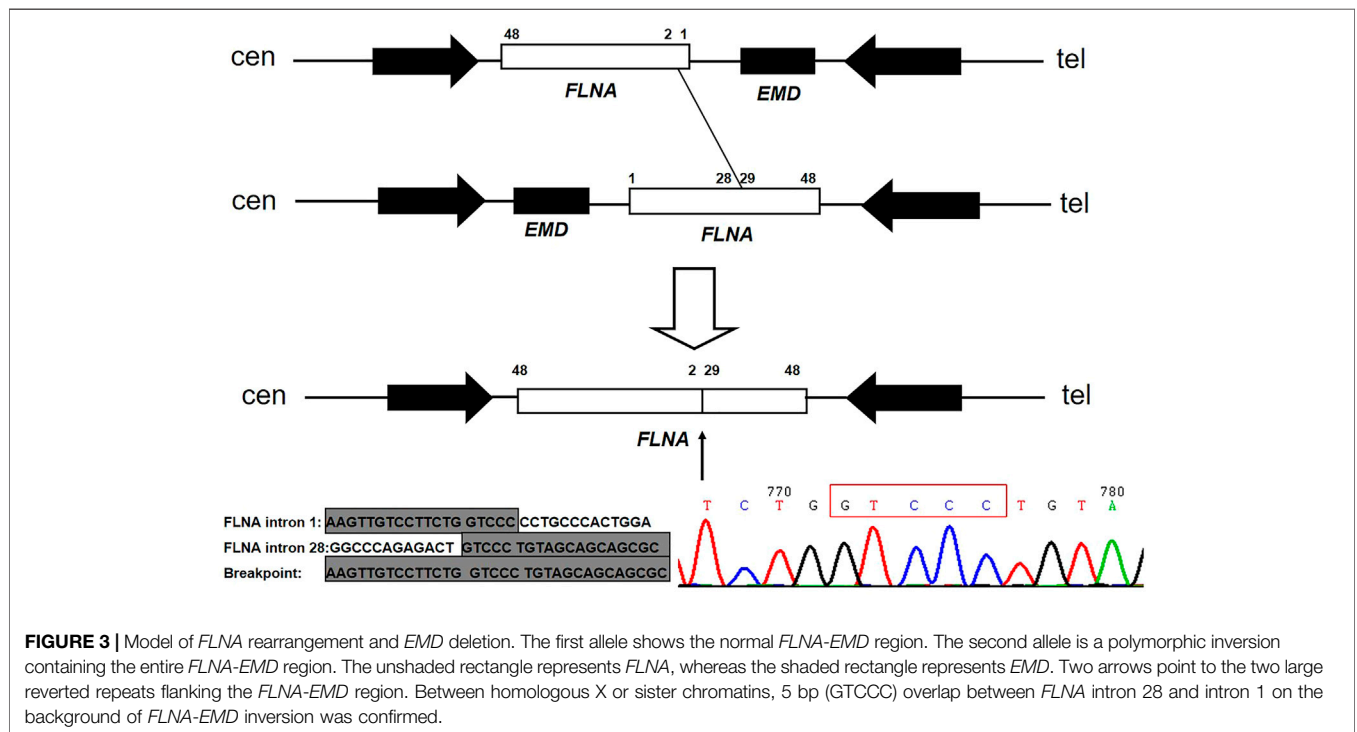 48 2 1
cen tel
FLNA EMD
1 28 29 48
cen tel
EMD FLNA
48 2 29 48
cen tel
FLNA
770 780
T C T G G T C C C T G T A
FLNA intron 1: AAGTTGTCCTTCTG GTCCC CCTGCCCACTGGA
FLNA intron 28:GGCCCAGAGACT GTCCC TGTAGCAGCAGCGC
Breakpoint: AAGTTGTCCTTCTG GTCCC TGTAGCAGCAGCGC
FIGURE 3 | Model of FLNA rearrangement and EMD deletion. The first allele shows the normal FLNA-EMD region. The second allele is a polymorphic inversion
containing the entire FLNA-EMD region. The unshaded rectangle represents FLNA, whereas the shaded rectangle represents EMD. Two arrows point to the two large
reverted repeats flanking the FLNA-EMD region. Between homologous X or sister chromatins, 5 bp (GTCCC) overlap between FLNA intron 28 and intron 1 on the
background of FLNA-EMD inversion was confirmed.